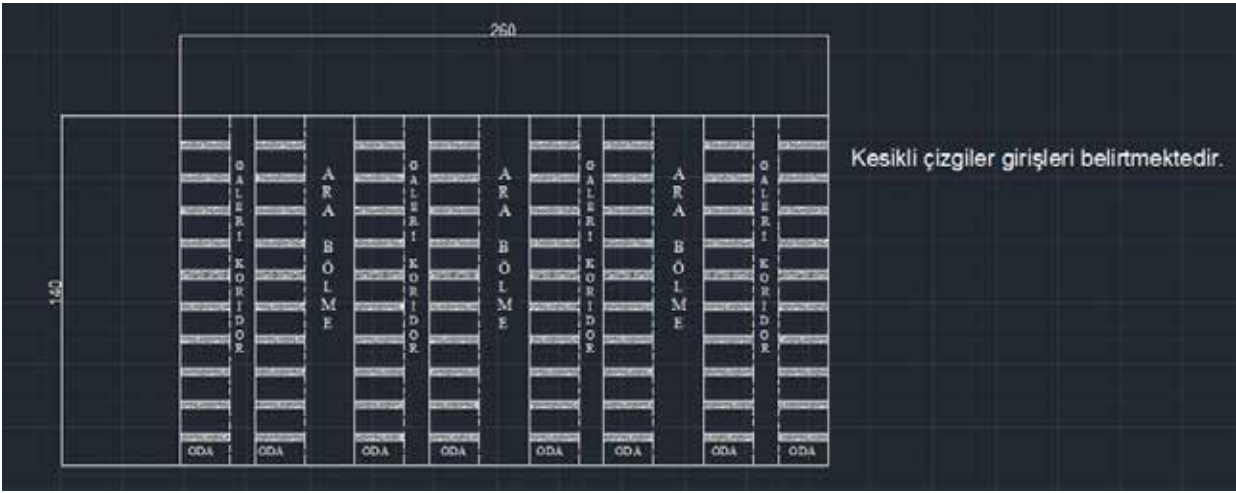 260
140
GALERİ KORİDOR
ARA BÖLME
GALERİ KORİDOR
ARA BÖLME
GALERİ KORİDOR
ARA BÖLME
GALERİ KORİDOR
Kesikli çizgiler girişleri belirtmektedir.
ODA ODA ODA ODA ODA ODA ODA ODA